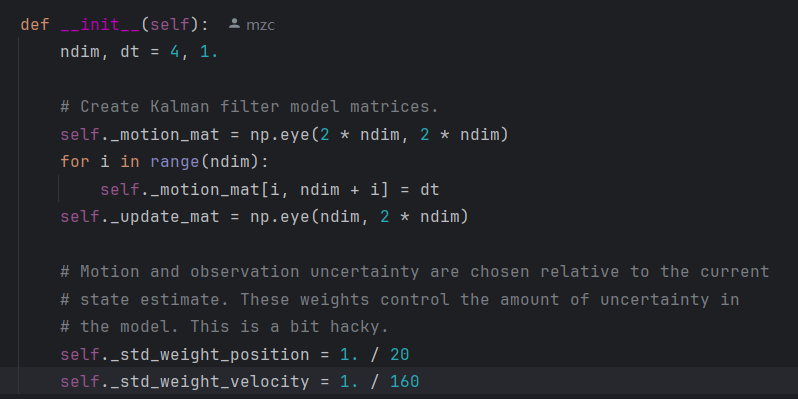 def __init__(self): mzc
    ndim, dt = 4, 1.
    # Create Kalman filter model matrices.
    self._motion_mat = np.eye(2 * ndim, 2 * ndim)
    for i in range(ndim):
        self._motion_mat[i, ndim + i] = dt
    self._update_mat = np.eye(ndim, 2 * ndim)
    # Motion and observation uncertainty are chosen relative to the current
    # state estimate. These weights control the amount of uncertainty in
    # the model. This is a bit hacky.
    self._std_weight_position = 1. / 20
    self._std_weight_velocity = 1. / 160